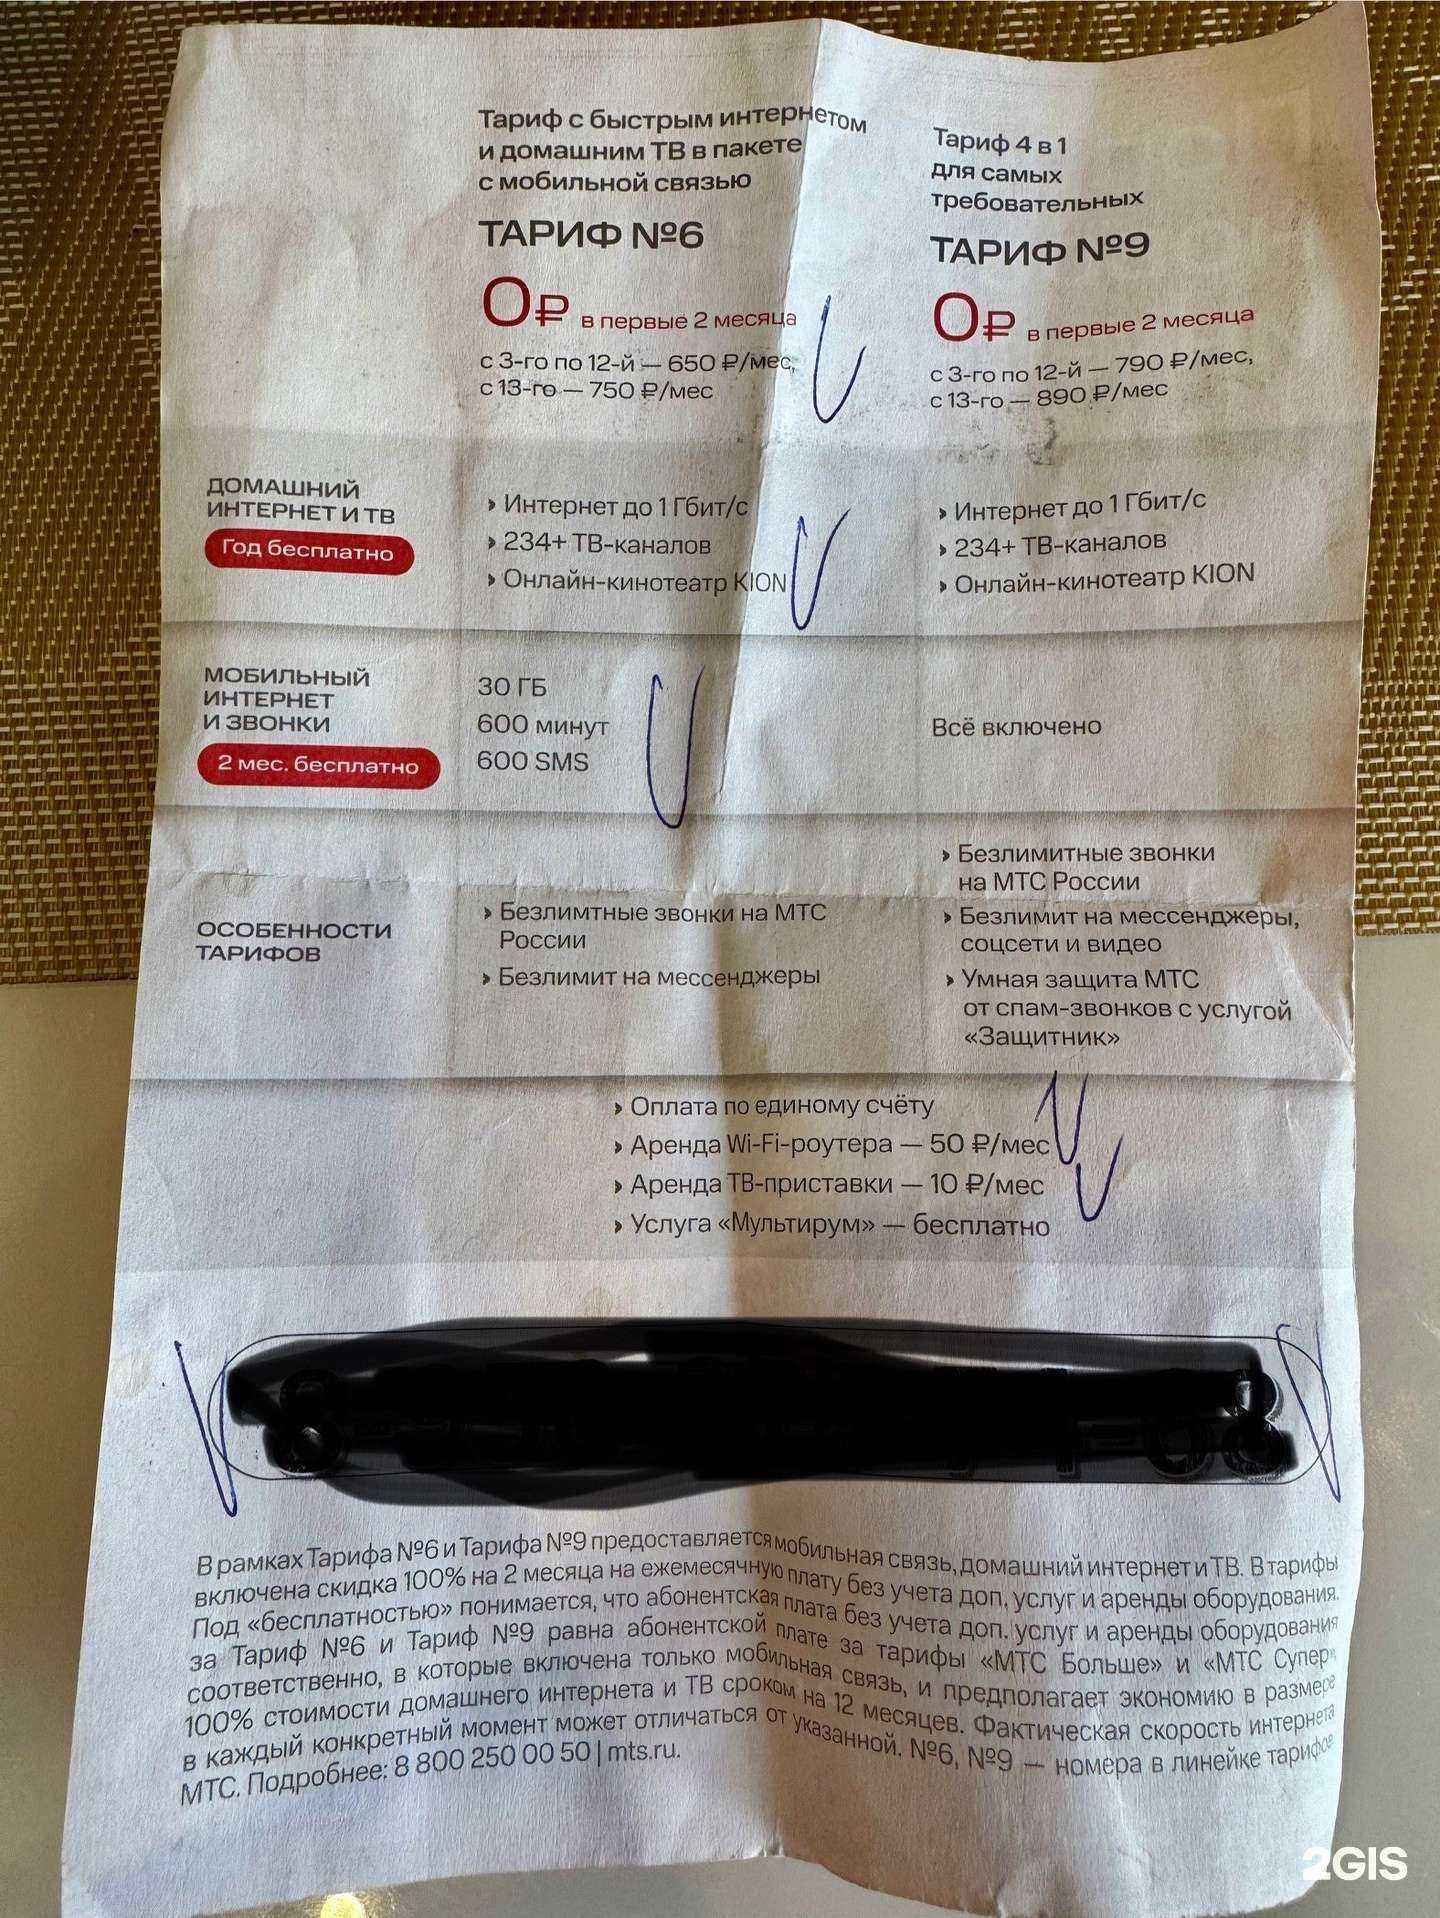 Тариф с быстрым интернетом
и домашним ТВ в пакете
с мобильной связью
ТАРИФ №6
0₽ в первые 2 месяца
с 3-го по 12-й — 650 ₽/мес,
с 13-го — 750 ₽/мес
Тариф 4 в 1
для самых
требовательных
ТАРИФ №9
0₽ в первые 2 месяца
с 3-го по 12-й — 790 ₽/мес,
с 13-го — 890 ₽/мес
ДОМАШНИЙ
ИНТЕРНЕТ И ТВ
Год бесплатно
› Интернет до 1 Гбит/с
› 234+ ТВ-каналов
› Онлайн-кинотеатр KION
› Интернет до 1 Гбит/с
› 234+ ТВ-каналов
› Онлайн-кинотеатр KION
МОБИЛЬНЫЙ
ИНТЕРНЕТ
И ЗВОНКИ
2 мес. бесплатно
30 ГБ
600 минут
600 SMS
Всё включено
ОСОБЕННОСТИ
ТАРИФОВ
› Безлимтные звонки на МТС
России
› Безлимит на мессенджеры
› Безлимитные звонки
на МТС России
› Безлимит на мессенджеры,
соцсети и видео
› Умная защита МТС
от спам-звонков с услугой
«Защитник»
› Оплата по единому счёту
› Аренда Wi-Fi-роутера — 50 ₽/мес
› Аренда ТВ-приставки — 10 ₽/мес
› Услуга «Мультирум» — бесплатно
В рамках Тарифа №6 и Тарифа №9 предоставляется мобильная связь, домашний интернет и ТВ. В тарифы
включена скидка 100% на 2 месяца на ежемесячную плату без учета доп. услуг и аренды оборудования.
Под «бесплатностью» понимается, что абонентская плата без учета доп. услуг и аренды оборудования
за Тариф №6 и Тариф №9 равна абонентской плате за тарифы «МТС Больше» и «МТС Супер»
соответственно, в которые включена только мобильная связь, и предполагает экономию в размере
100% стоимости домашнего интернета и ТВ сроком на 12 месяцев. Фактическая скорость интернета
в каждый конкретный момент может отличаться от указанной. №6, №9 — номера в линейке тарифов
МТС. Подробнее: 8 800 250 00 50 | mts.ru.
2GIS